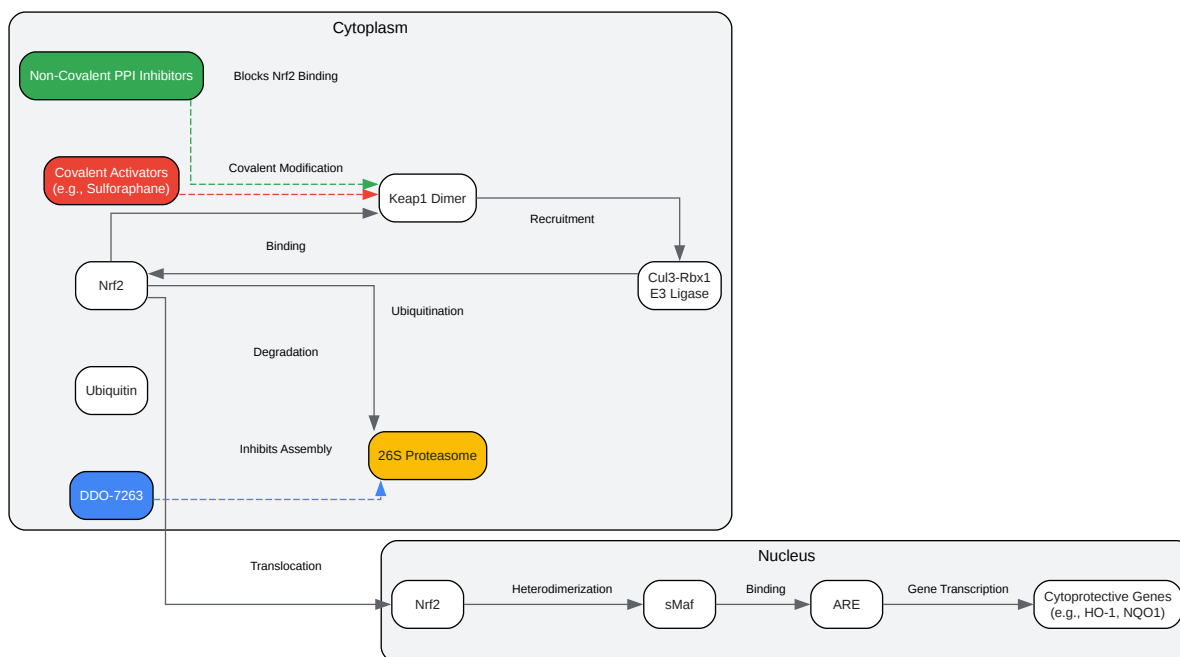 Cytoplasm
Non-Covalent PPI Inhibitors
Blocks Nrf2 Binding
Covalent Activators
(e.g., Sulforaphane)
Covalent Modification
Keap1 Dimer
Recruitment
Binding
Nrf2
Cul3-Rbx1
E3 Ligase
Ubiquitination
Degradation
Ubiquitin
Inhibits Assembly
26S Proteasome
DDO-7263
Nucleus
Translocation
Nrf2
Heterodimerization
sMaf
Binding
ARE
Gene Transcription
Cytoprotective Genes
(e.g., HO-1, NQO1)